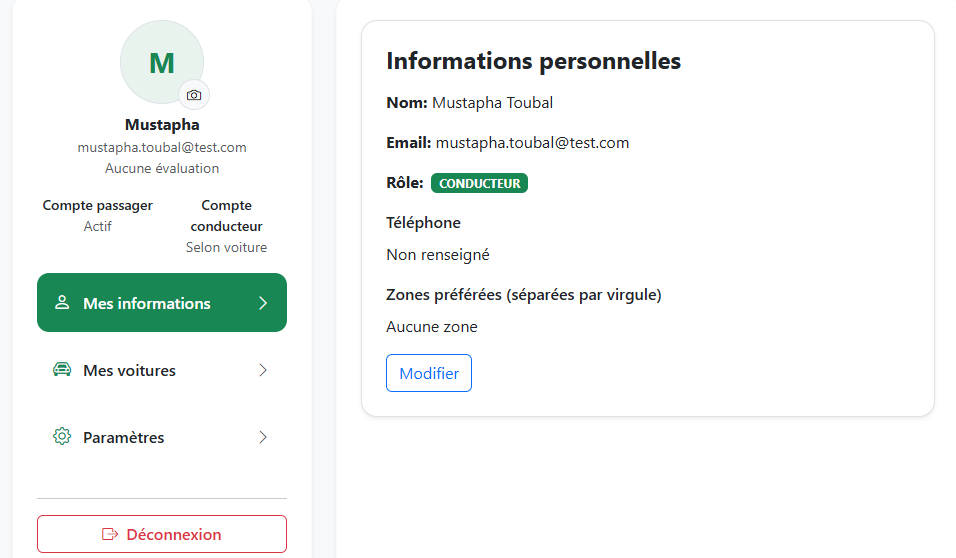 M
Mustapha
mustapha.toubal@test.com
Aucune évaluation
Compte passager
Actif
Compte
conducteur
Selon voiture
Mes informations
Mes voitures
Paramètres
Déconnexion
Informations personnelles
Nom: Mustapha Toubal
Email: mustapha.toubal@test.com
Rôle: CONDUCTEUR
Téléphone
Non renseigné
Zones préférées (séparées par virgule)
Aucune zone
Modifier